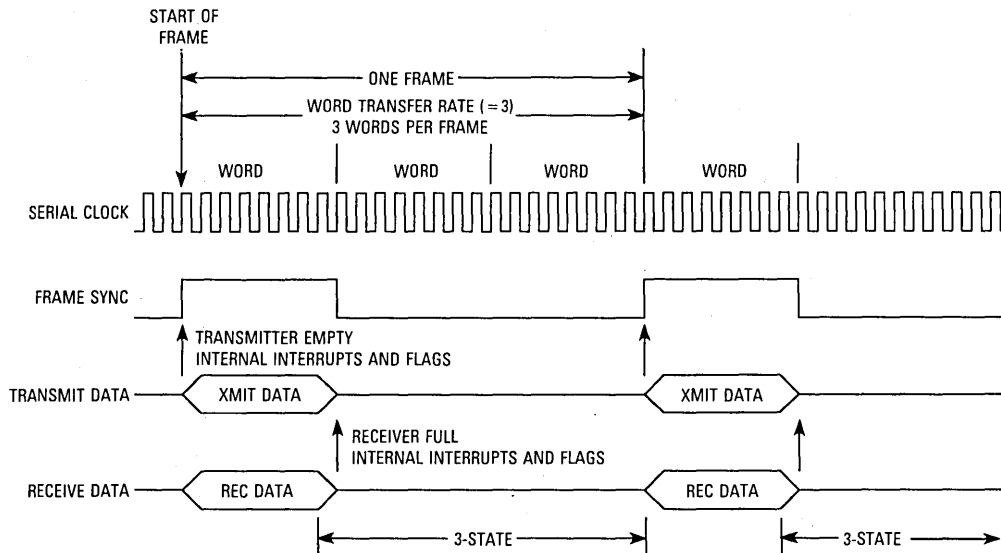 START OF
FRAME
ONE FRAME
WORD TRANSFER RATE (=3)
3 WORDS PER FRAME
WORD WORD WORD WORD
SERIAL CLOCK
FRAME SYNC
TRANSMITTER EMPTY
INTERNAL INTERRUPTS AND FLAGS
TRANSMIT DATA XMIT DATA XMIT DATA
RECEIVER FULL
INTERNAL INTERRUPTS AND FLAGS
RECEIVE DATA REC DATA REC DATA
3-STATE 3-STATE